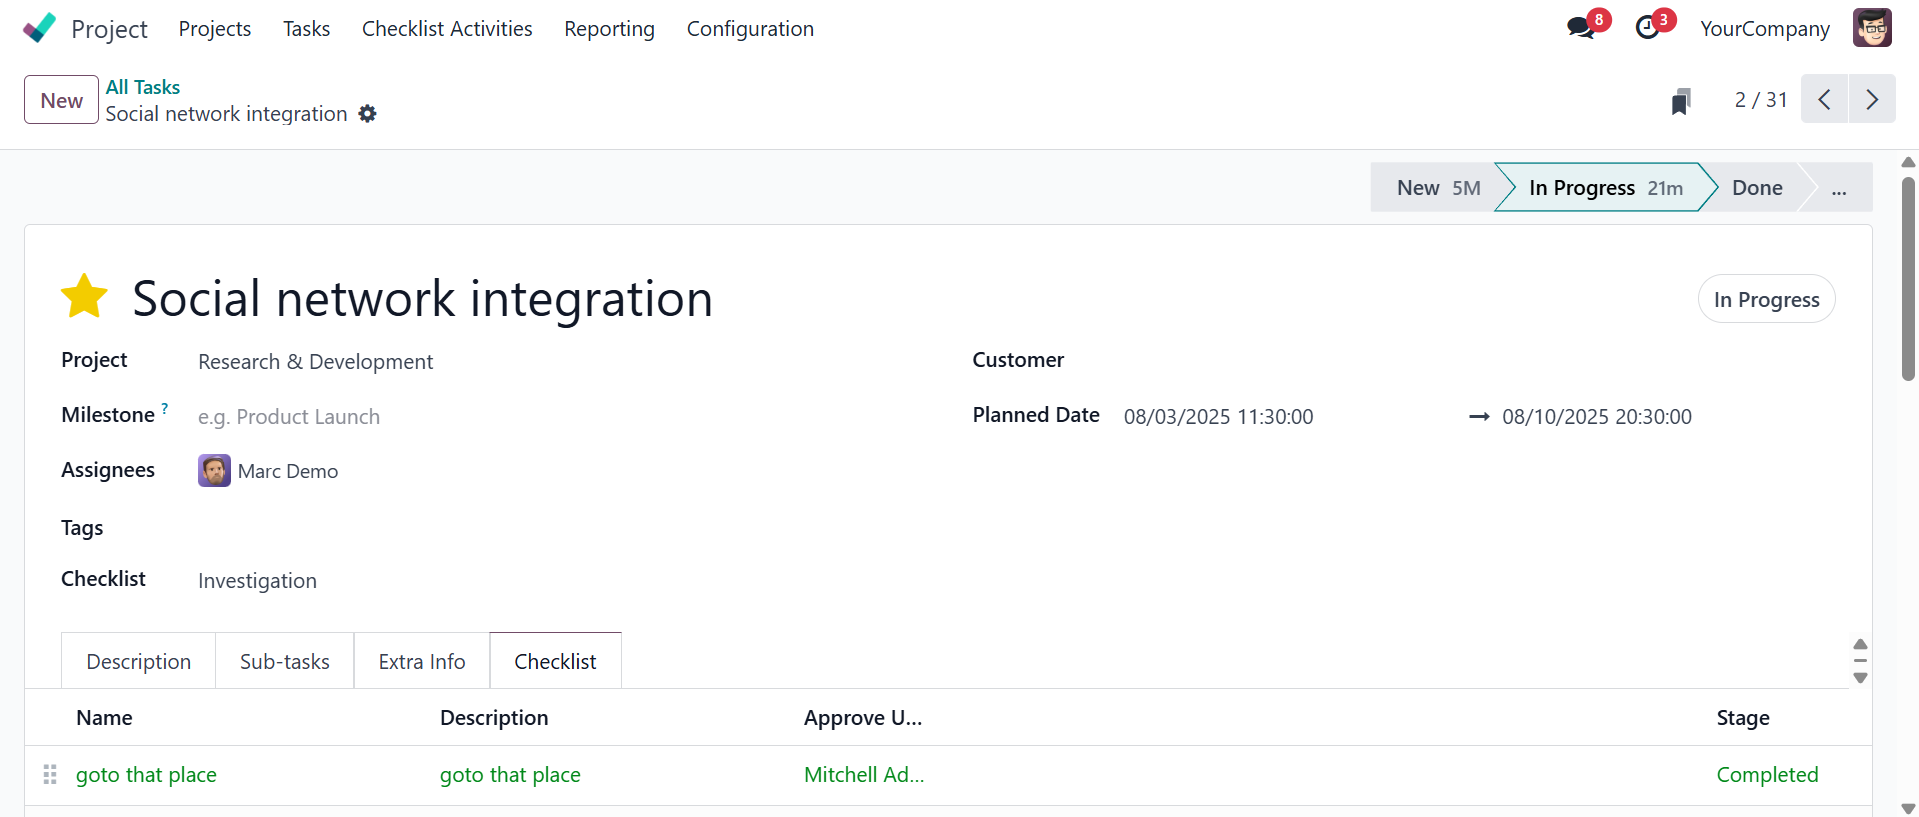 Project Projects Tasks Checklist Activities Reporting Configuration 8 3 YourCompany
New All Tasks
Social network integration 2 / 31
New 5M In Progress 21m Done ...
Social network integration In Progress
Project Research & Development Customer
Milestone ? e.g. Product Launch Planned Date 08/03/2025 11:30:00 → 08/10/2025 20:30:00
Assignees Marc Demo
Tags
Checklist Investigation
Description Sub-tasks Extra Info Checklist
Name Description Approve U... Stage
goto that place goto that place Mitchell Ad... Completed